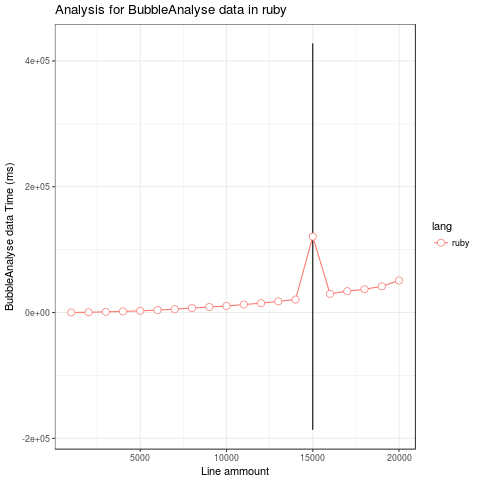 Analysis for BubbleAnalyse data in ruby
BubbleAnalyse data Time (ms)
4e+05
2e+05
0e+00
-2e+05
5000
10000
15000
20000
Line ammount
lang
ruby